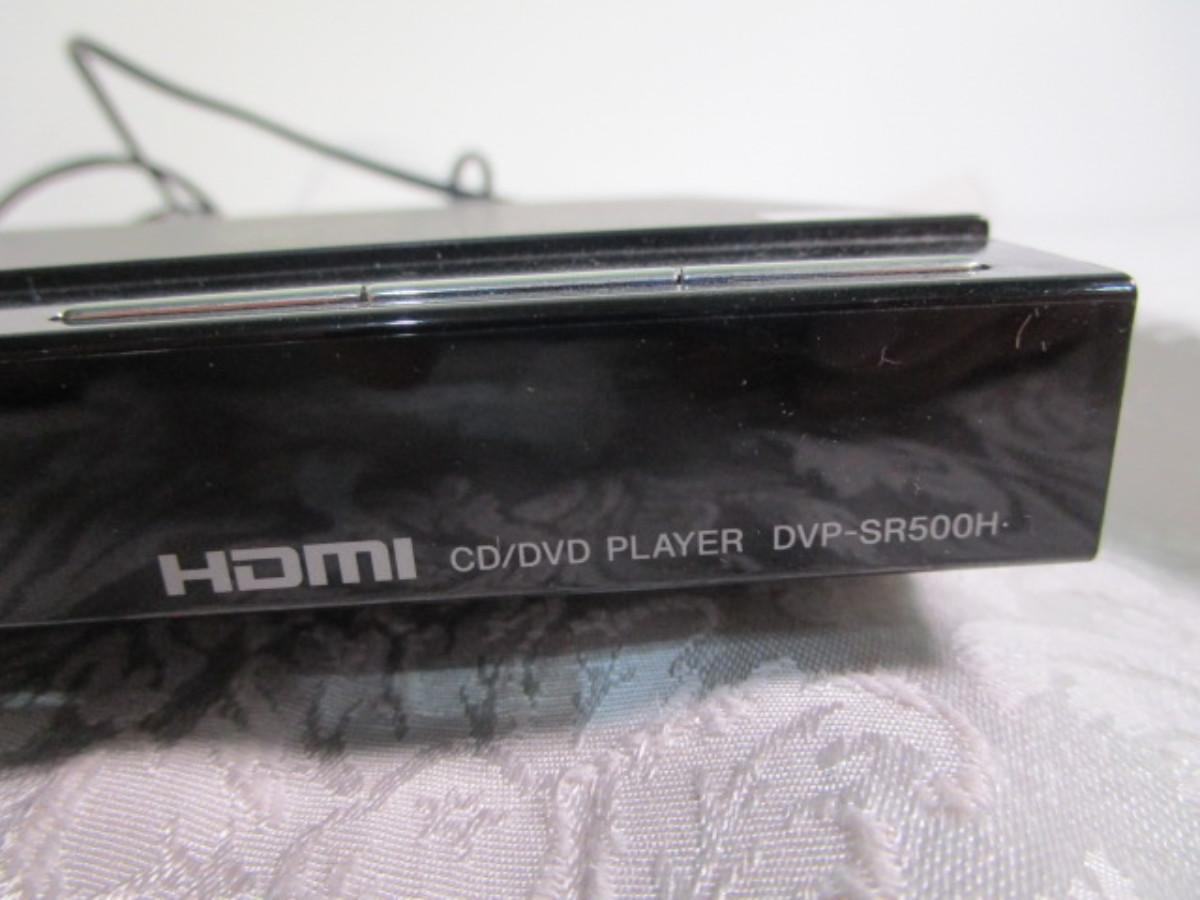 HDMI CD/DVD PLAYER DVP-SR500H